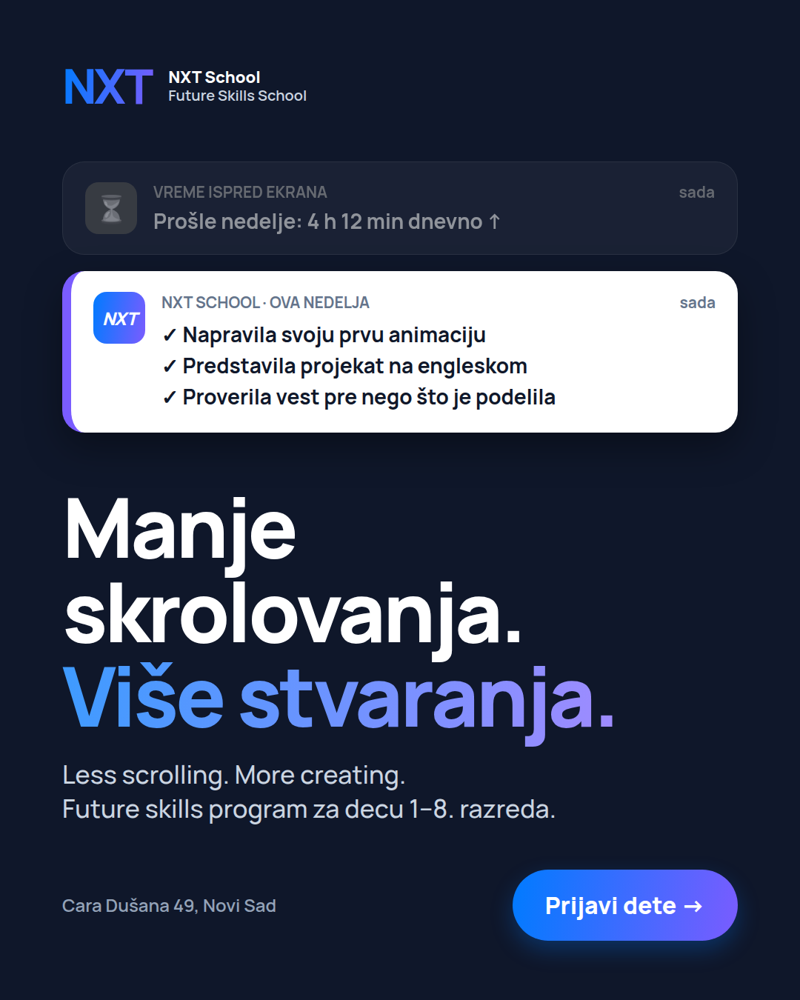 NXT
NXT School
Future Skills School
VREME ISPRED EKRANA
sada
Prošle nedelje: 4 h 12 min dnevno ↑
NXT
NXT SCHOOL · OVA NEDELJA
sada
✓ Napravila svoju prvu animaciju
✓ Predstavila projekat na engleskom
✓ Proverila vest pre nego što je podelila
Manje
skrolovanja.
Više stvaranja.
Less scrolling. More creating.
Future skills program za decu 1–8. razreda.
Cara Dušana 49, Novi Sad
Prijavi dete →